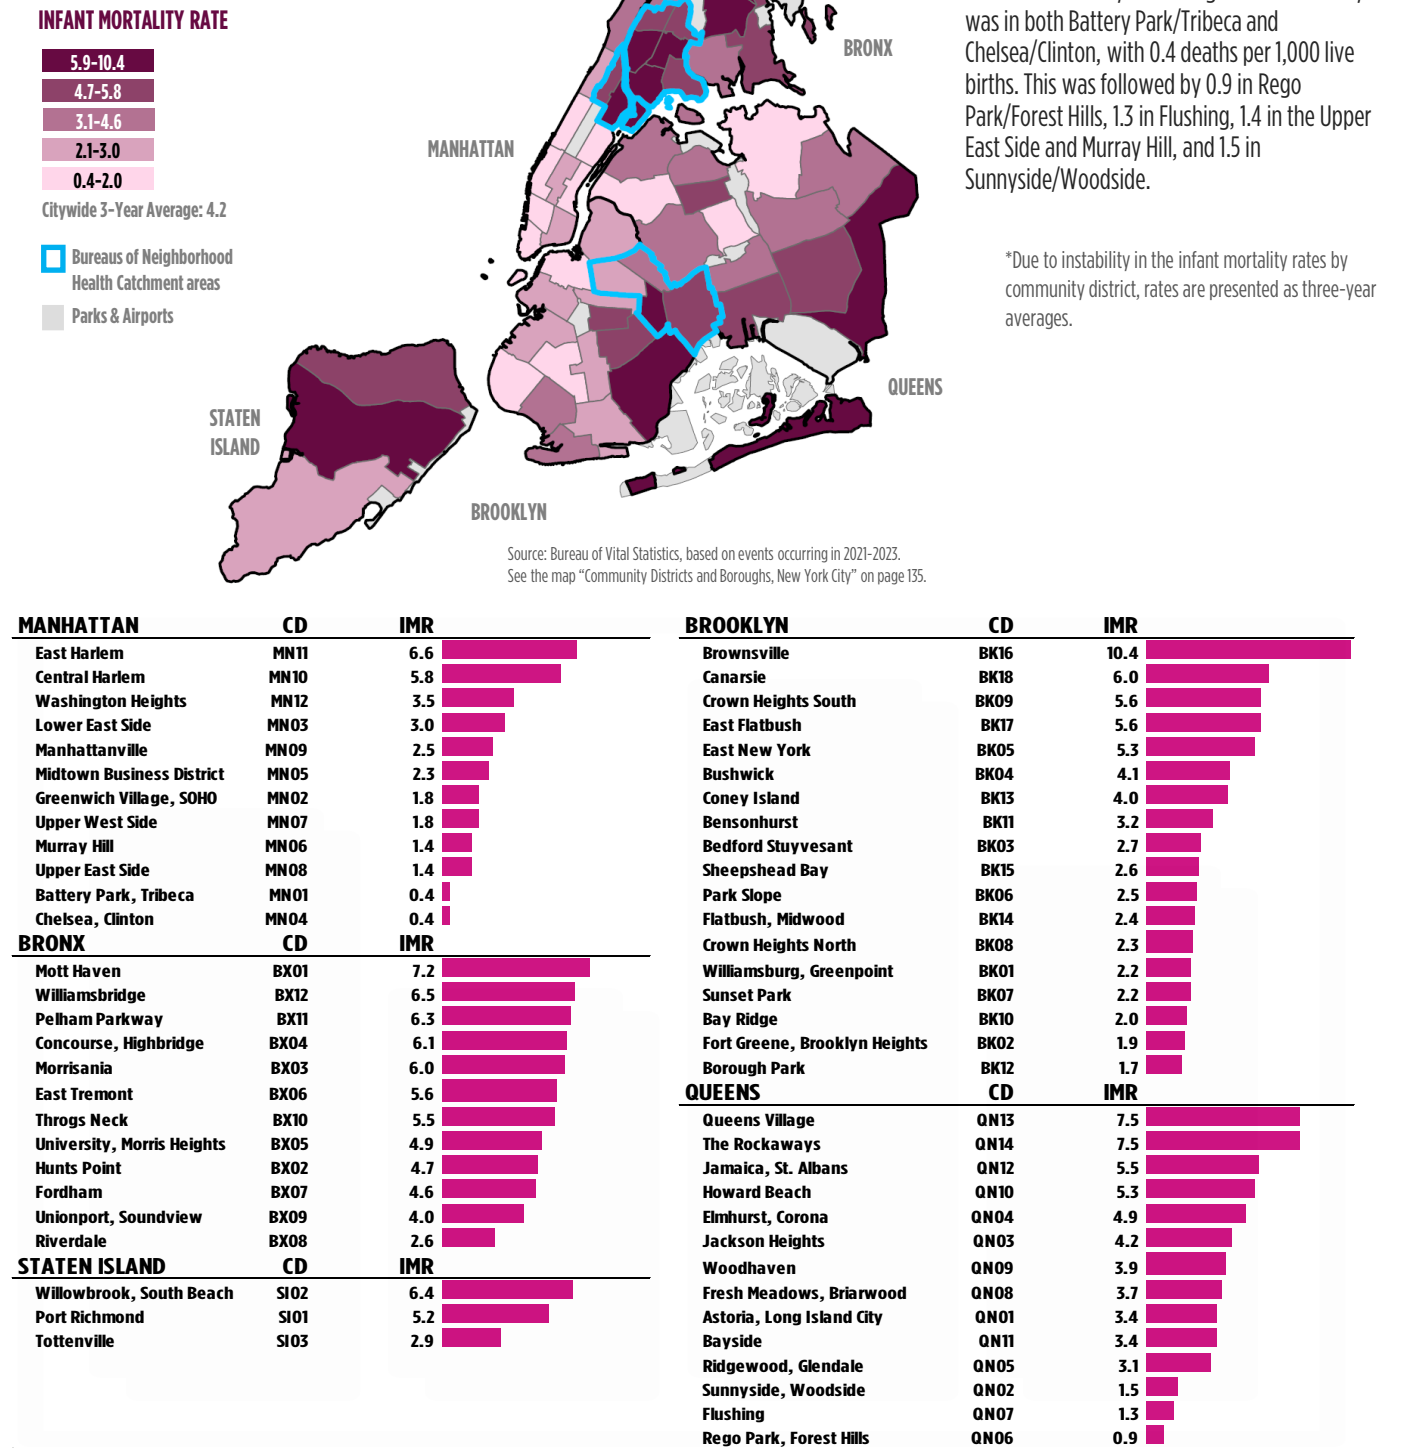 INFANT MORTALITY RATE
5.9-10.4
4.7-5.8
3.1-4.6
2.1-3.0
0.4-2.0
Citywide 3-Year Average: 4.2
Bureaus of Neighborhood
Health Catchment areas
Parks & Airports
MANHATTAN
BRONX
QUEENS
STATEN
ISLAND
BROOKLYN
was in both Battery Park/Tribeca and
Chelsea/Clinton, with 0.4 deaths per 1,000 live
births. This was followed by 0.9 in Rego
Park/Forest Hills, 1.3 in Flushing, 1.4 in the Upper
East Side and Murray Hill, and 1.5 in
Sunnyside/Woodside.
*Due to instability in the infant mortality rates by
community district, rates are presented as three-year
averages.
Source: Bureau of Vital Statistics, based on events occurring in 2021-2023.
See the map “Community Districts and Boroughs, New York City” on page 135.
MANHATTAN CD IMR
East Harlem MN11 6.6
Central Harlem MN10 5.8
Washington Heights MN12 3.5
Lower East Side MN03 3.0
Manhattanville MN09 2.5
Midtown Business District MN05 2.3
Greenwich Village, SOHO MN02 1.8
Upper West Side MN07 1.8
Murray Hill MN06 1.4
Upper East Side MN08 1.4
Battery Park, Tribeca MN01 0.4
Chelsea, Clinton MN04 0.4
BRONX CD IMR
Mott Haven BX01 7.2
Williamsbridge BX12 6.5
Pelham Parkway BX11 6.3
Concourse, Highbridge BX04 6.1
Morrisania BX03 6.0
East Tremont BX06 5.6
Throgs Neck BX10 5.5
University, Morris Heights BX05 4.9
Hunts Point BX02 4.7
Fordham BX07 4.6
Unionport, Soundview BX09 4.0
Riverdale BX08 2.6
STATEN ISLAND CD IMR
Willowbrook, South Beach SI02 6.4
Port Richmond SI01 5.2
Tottenville SI03 2.9
BROOKLYN CD IMR
Brownsville BK16 10.4
Canarsie BK18 6.0
Crown Heights South BK09 5.6
East Flatbush BK17 5.6
East New York BK05 5.3
Bushwick BK04 4.1
Coney Island BK13 4.0
Bensonhurst BK11 3.2
Bedford Stuyvesant BK03 2.7
Sheepshead Bay BK15 2.6
Park Slope BK06 2.5
Flatbush, Midwood BK14 2.4
Crown Heights North BK08 2.3
Williamsburg, Greenpoint BK01 2.2
Sunset Park BK07 2.2
Bay Ridge BK10 2.0
Fort Greene, Brooklyn Heights BK02 1.9
Borough Park BK12 1.7
QUEENS CD IMR
Queens Village QN13 7.5
The Rockaways QN14 7.5
Jamaica, St. Albans QN12 5.5
Howard Beach QN10 5.3
Elmhurst, Corona QN04 4.9
Jackson Heights QN03 4.2
Woodhaven QN09 3.9
Fresh Meadows, Briarwood QN08 3.7
Astoria, Long Island City QN01 3.4
Bayside QN11 3.4
Ridgewood, Glendale QN05 3.1
Sunnyside, Woodside QN02 1.5
Flushing QN07 1.3
Rego Park, Forest Hills QN06 0.9